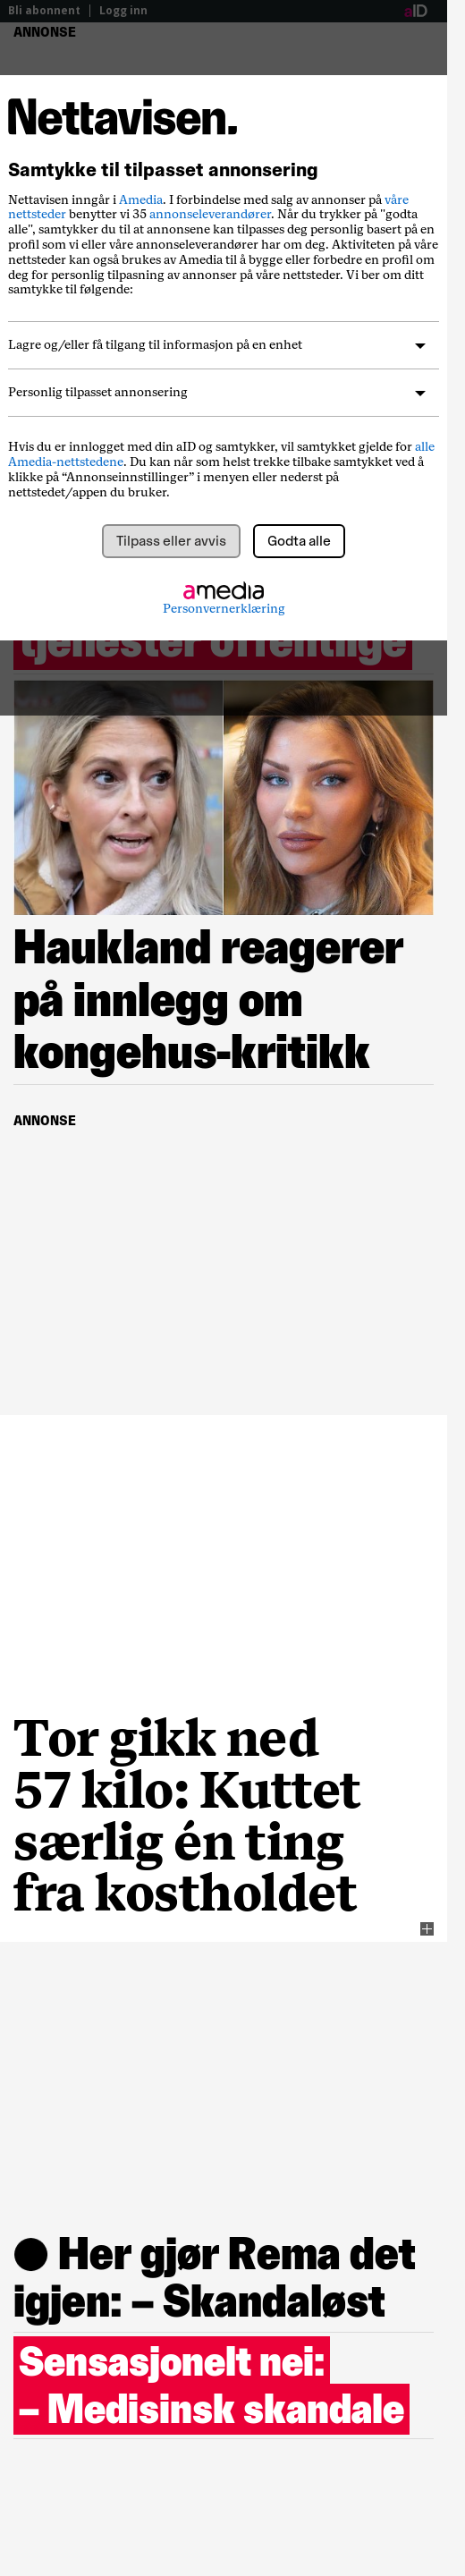 Bli abonnent | Logg inn
aID
ANNONSE
Nettavisen.
Samtykke til tilpasset annonsering
Nettavisen inngår i Amedia. I forbindelse med salg av annonser på våre
nettsteder benytter vi 35 annonseleverandører. Når du trykker på "godta
alle", samtykker du til at annonsene kan tilpasses deg personlig basert på en
profil som vi eller våre annonseleverandører har om deg. Aktiviteten på våre
nettsteder kan også brukes av Amedia til å bygge eller forbedre en profil om
deg for personlig tilpasning av annonser på våre nettsteder. Vi ber om ditt
samtykke til følgende:
Lagre og/eller få tilgang til informasjon på en enhet
Personlig tilpasset annonsering
Hvis du er innlogget med din aID og samtykker, vil samtykket gjelde for alle
Amedia-nettstedene. Du kan når som helst trekke tilbake samtykket ved å
klikke på “Annonseinnstillinger” i menyen eller nederst på
nettstedet/appen du bruker.
Tilpass eller avvis
Godta alle
amedia
Personvernerklæring
tjenester offentlige
Haukland reagerer
på innlegg om
kongehus-kritikk
ANNONSE
Tor gikk ned
57 kilo: Kuttet
særlig én ting
fra kostholdet
● Her gjør Rema det
igjen: – Skandaløst
Sensasjonelt nei:
– Medisinsk skandale